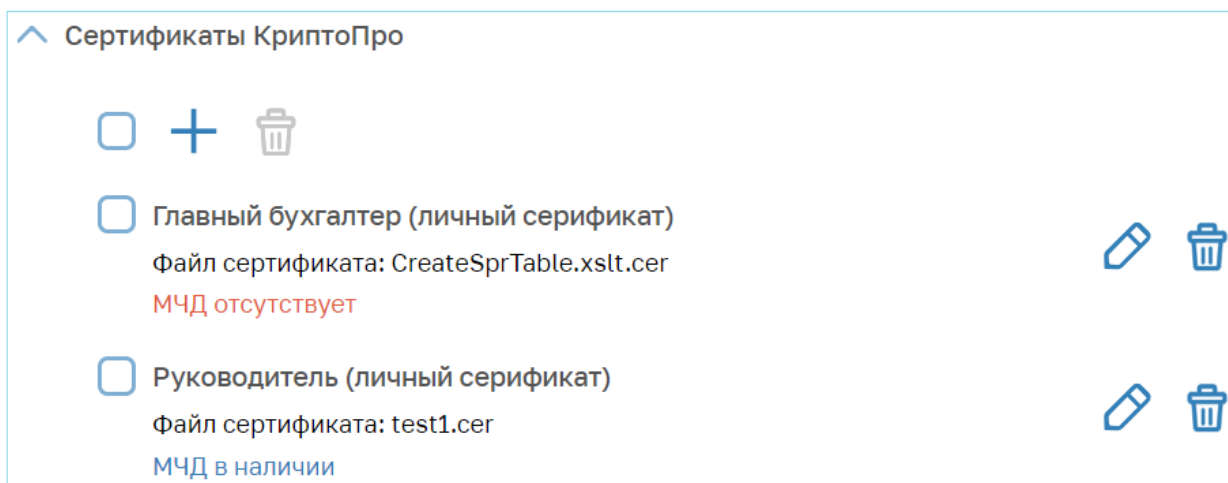 Сертификаты КриптоПро
Главный бухгалтер (личный серификат)
Файл сертификата: CreateSprTable.xslt.cer
МЧД отсутствует
Руководитель (личный серификат)
Файл сертификата: test1.cer
МЧД в наличии